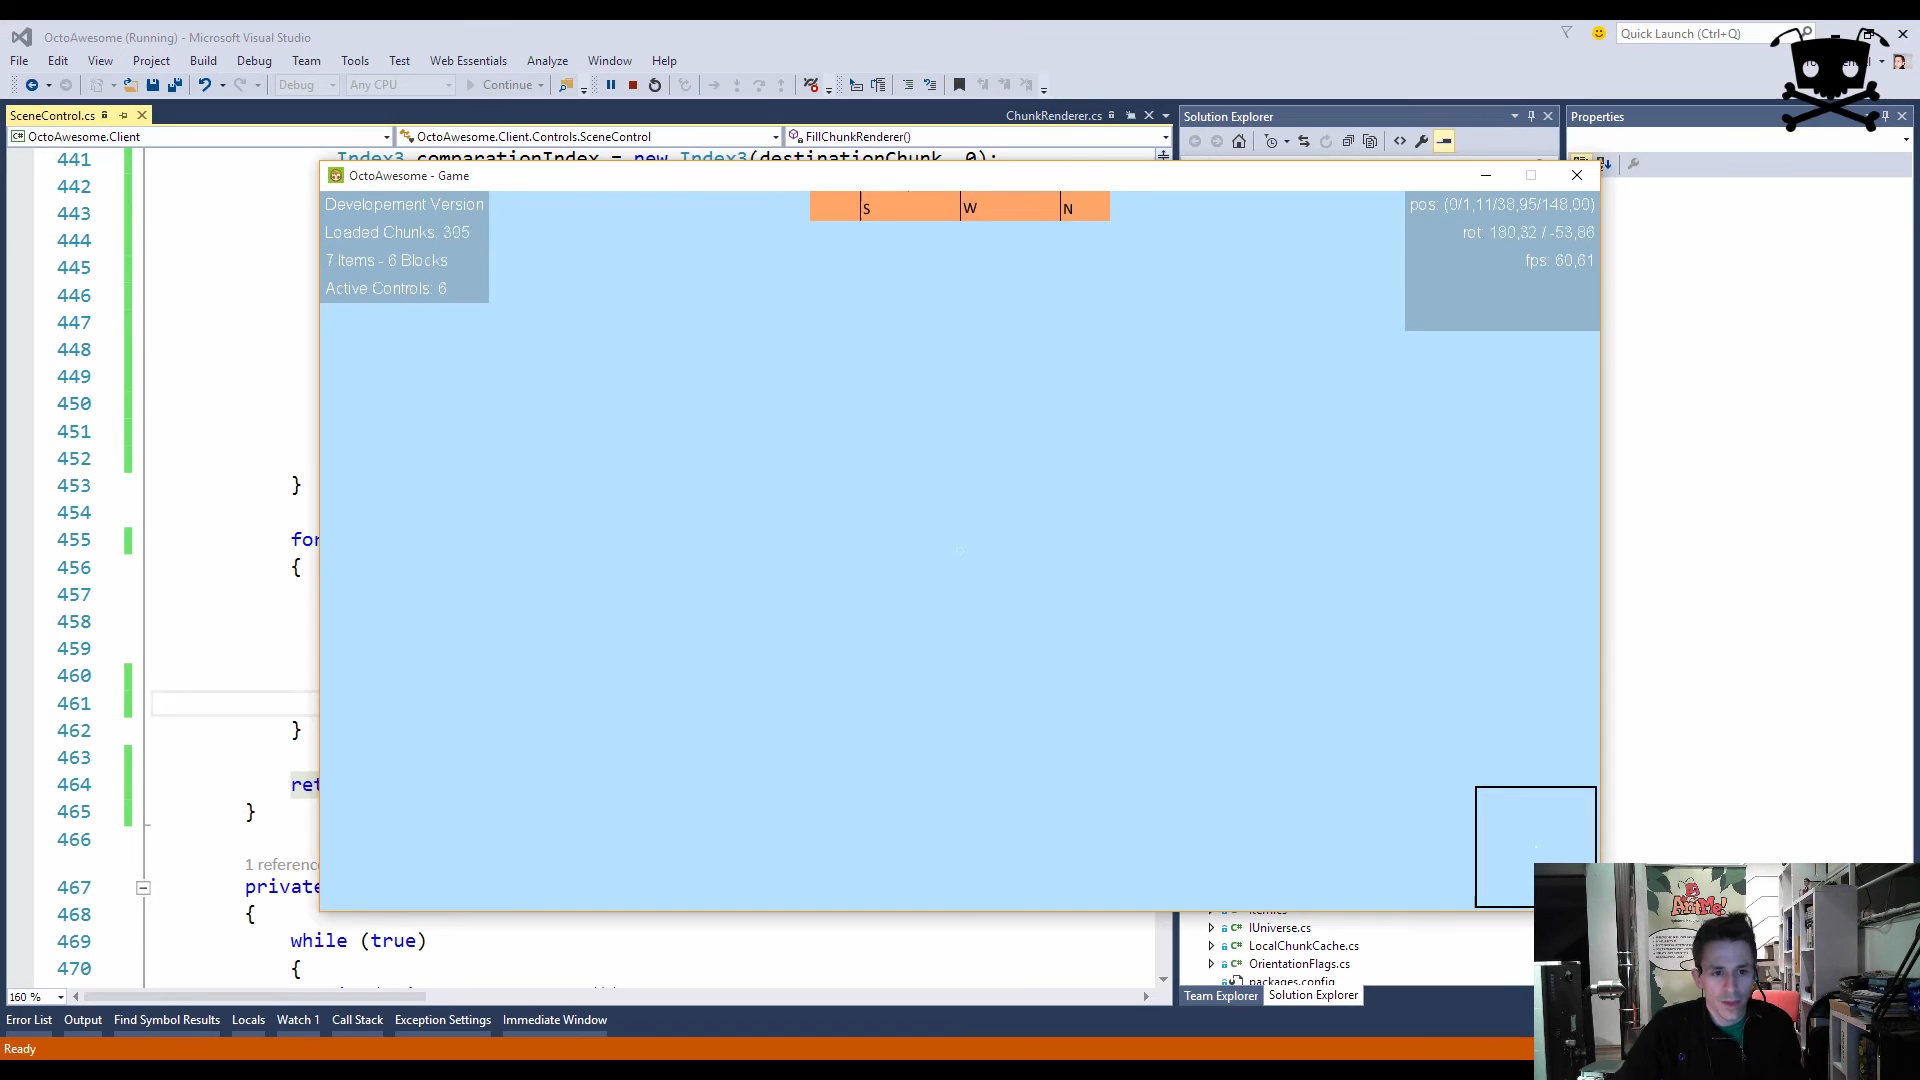 OctoAwesome (Running) - Microsoft Visual Studio
Quick Launch (Ctrl+Q)
File Edit View Project Build Debug Team Tools Test Web Essentials Analyze Window Help
Debug Any CPU Continue
SceneControl.cs
ChunkRenderer.cs
Solution Explorer
Properties
OctoAwesome.Client
OctoAwesome.Client.Controls.SceneControl
FillChunkRenderer()
441 Index3 comparationIndex = new Index3(destinationChunk, 0);
442
443
444
445
446
447
448
449
450
451
452
453 }
454
455 for
456 {
457
458
459
460
461
462 }
463
464 ret
465 }
466
1 reference
467 private
468 {
469 while (true)
470 {
OctoAwesome - Game
Developement Version
Loaded Chunks: 305
7 Items - 6 Blocks
Active Controls: 6
S W N
pos: (0/1,11/38,95/148,00)
rot: 180,32 / -53,86
fps: 60,61
IUniverse.cs
LocalChunkCache.cs
OrientationFlags.cs
packages.config
Team Explorer Solution Explorer
160 %
Error List Output Find Symbol Results Locals Watch 1 Call Stack Exception Settings Immediate Window
Ready
AntMe!